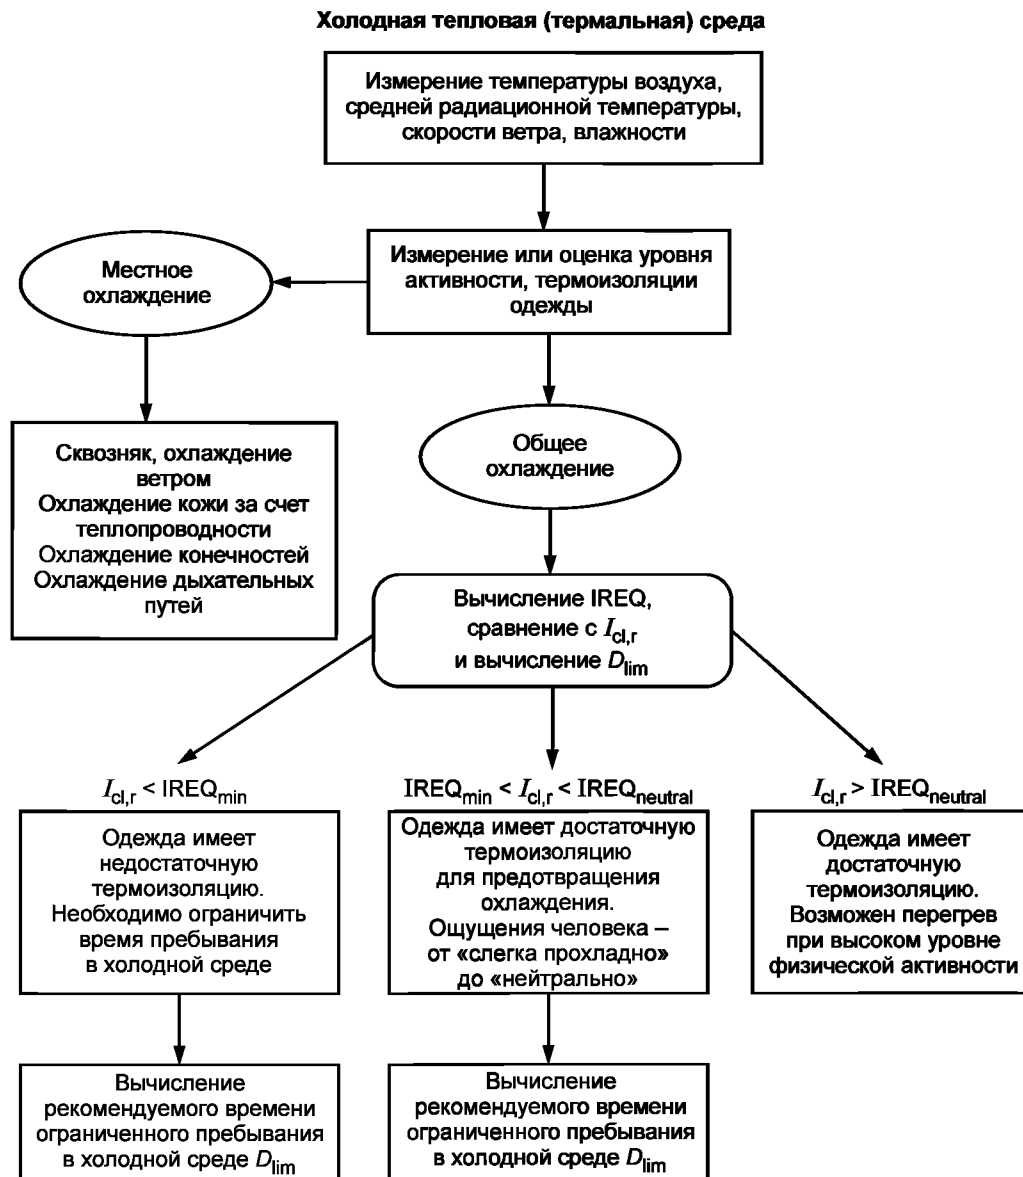 Холодная тепловая (термальная) среда
Измерение температуры воздуха,
средней радиационной температуры,
скорости ветра, влажности
Измерение или оценка уровня
активности, термоизоляции
одежды
Местное
охлаждение
Сквозняк, охлаждение
ветром
Охлаждение кожи за счет
теплопроводности
Охлаждение конечностей
Охлаждение дыхательных
путей
Общее
охлаждение
Вычисление IREQ,
сравнение с Icl,r
и вычисление Dlim
Icl,r < IREQmin
Одежда имеет
недостаточную
термоизоляцию.
Необходимо ограничить
время пребывания
в холодной среде
Вычисление
рекомендуемого времени
ограниченного пребывания
в холодной среде Dlim
IREQmin < Icl,r < IREQneutral
Одежда имеет достаточную
термоизоляцию
для предотвращения
охлаждения.
Ощущения человека –
от «слегка прохладно»
до «нейтрально»
Вычисление
рекомендуемого времени
ограниченного пребывания
в холодной среде Dlim
Icl,r > IREQneutral
Одежда имеет
достаточную
термоизоляцию.
Возможен перегрев
при высоком уровне
физической активности